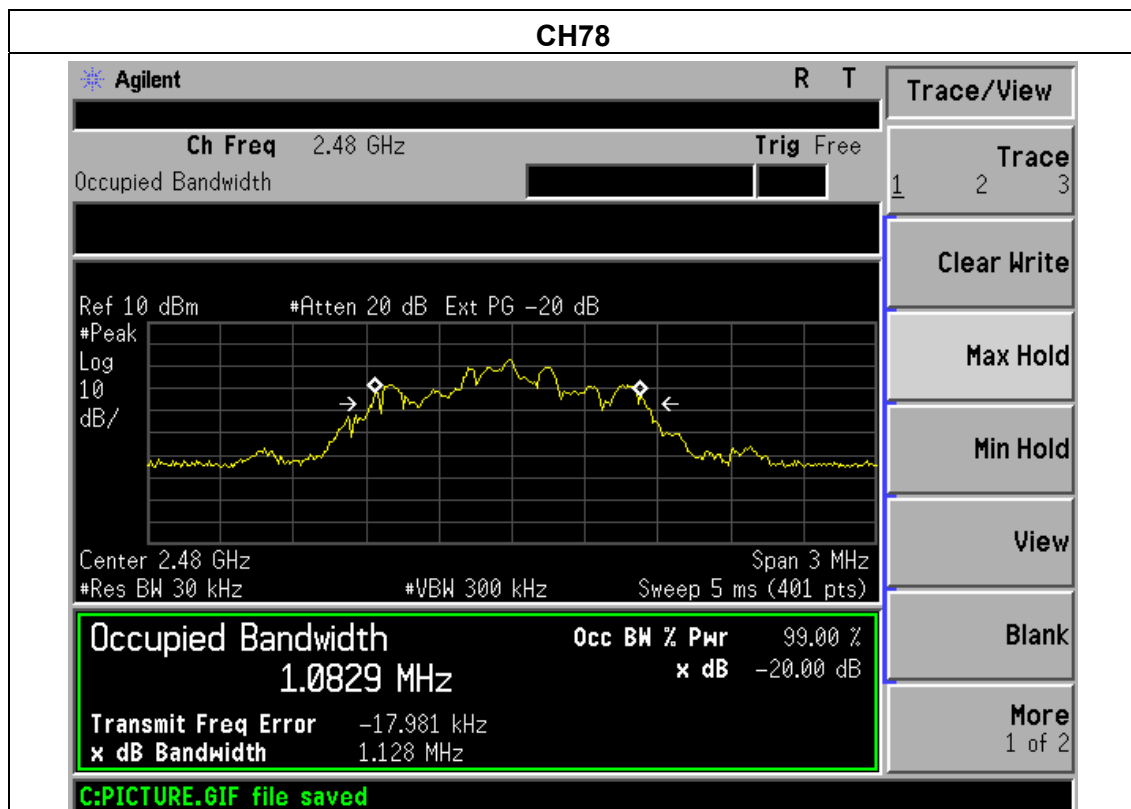 CH78
Agilent R T
Trace/View
Ch Freq 2.48 GHz Trig Free
Occupied Bandwidth
Trace
1 2 3
Clear Write
Ref 10 dBm #Atten 20 dB Ext PG -20 dB
#Peak
Log
10
dB/
Max Hold
Min Hold
View
Center 2.48 GHz Span 3 MHz
#Res BW 30 kHz #VBW 300 kHz Sweep 5 ms (401 pts)
Occupied Bandwidth Occ BW % Pwr 99.00 %
1.0829 MHz x dB -20.00 dB
Blank
Transmit Freq Error -17.981 kHz
x dB Bandwidth 1.128 MHz
More
1 of 2
C:PICTURE.GIF file saved